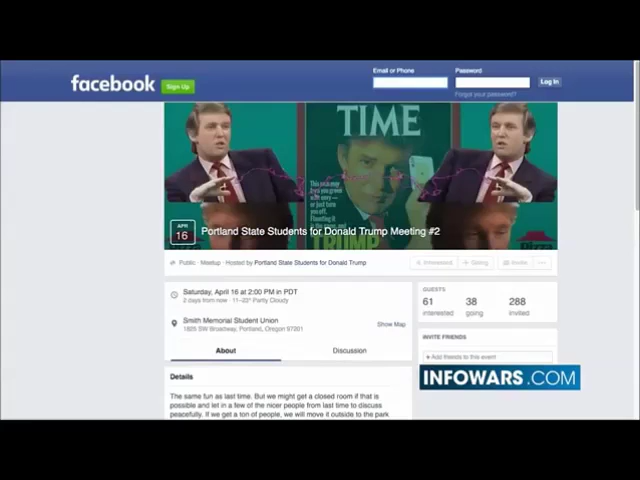 facebook
Sign Up
Email or Phone
Password
Log In
Forgot your password?
TIME
TRUMP
APR
16
Portland State Students for Donald Trump Meeting #2
Public · Meetup · Hosted by Portland State Students for Donald Trump
Interested
Going
Invite
Saturday, April 16 at 2:00 PM in PDT
2 days from now · 11–23° Partly Cloudy
Smith Memorial Student Union
1825 SW Broadway, Portland, Oregon 97201
Show Map
About
Discussion
GUESTS
61
38
288
interested
going
invited
INVITE FRIENDS
+ Add friends to this event
Details
The same fun as last time. But we might get a closed room if that is
possible and let in a few of the nicer people from last time to discuss
peacefully. If we get a ton of people, we will move it outside to the park
INFOWARS.COM